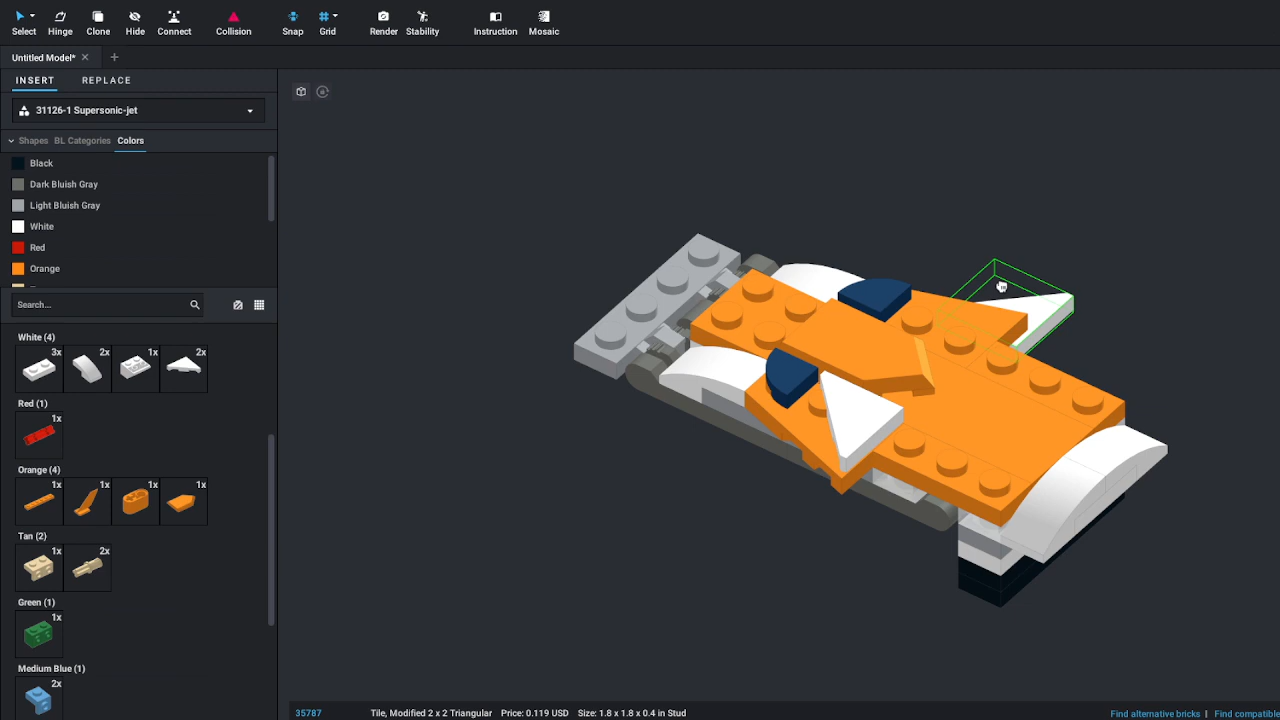 Select Hinge Clone Hide Connect Collision Snap Grid Render Stability Instruction Mosaic
Untitled Model*
INSERT REPLACE
31126-1 Supersonic-jet
Shapes BL Categories Colors
Black
Dark Bluish Gray
Light Bluish Gray
White
Red
Orange
Search...
White (4)
3x 2x 1x 2x
Red (1)
1x
Orange (4)
1x 1x 1x 1x
Tan (2)
1x 2x
Green (1)
1x
Medium Blue (1)
2x
35787 Tile, Modified 2 x 2 Triangular Price: 0.119 USD Size: 1.8 x 1.8 x 0.4 in Stud
Find alternative bricks | Find compatible